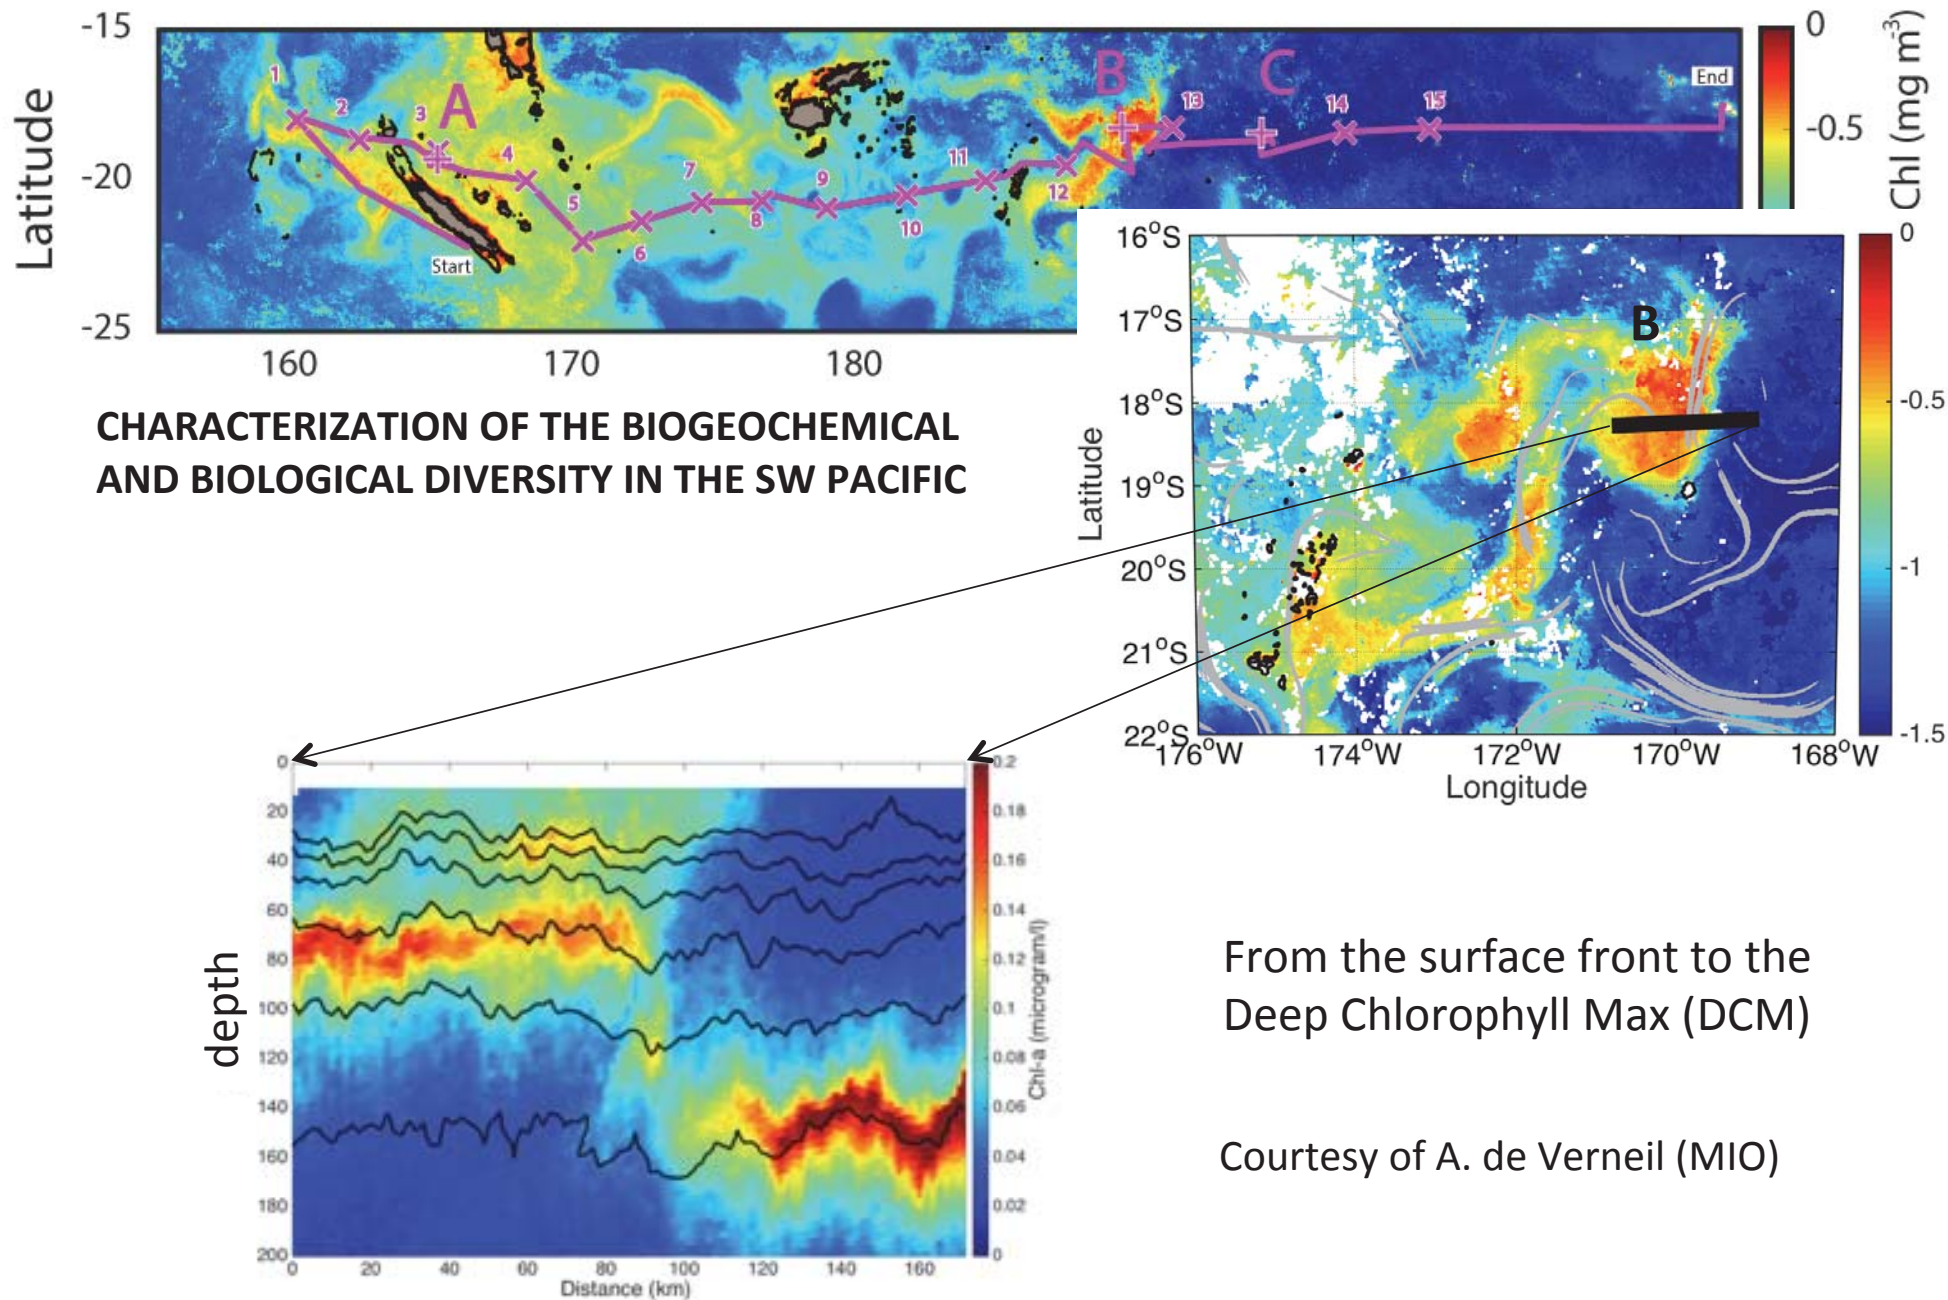 -15
-20
-25
Latitude
160
170
180
1
2
3
A
4
5
6
7
8
9
10
11
12
B
13
C
14
15
Start
End
0
-0.5
Chl (mg m-3)
CHARACTERIZATION OF THE BIOGEOCHEMICAL
AND BIOLOGICAL DIVERSITY IN THE SW PACIFIC
16°S
17°S
18°S
19°S
20°S
21°S
22°S
Latitude
B
176°W
174°W
172°W
170°W
168°W
Longitude
0
-0.5
-1
-1.5
0
20
40
60
80
100
120
140
160
180
200
depth
0
20
40
60
80
100
120
140
160
Distance (km)
0.2
0.18
0.16
0.14
0.12
0.1
0.08
0.06
0.04
0.02
0
Chl-a (microgram/l)
From the surface front to the
Deep Chlorophyll Max (DCM)
Courtesy of A. de Verneil (MIO)